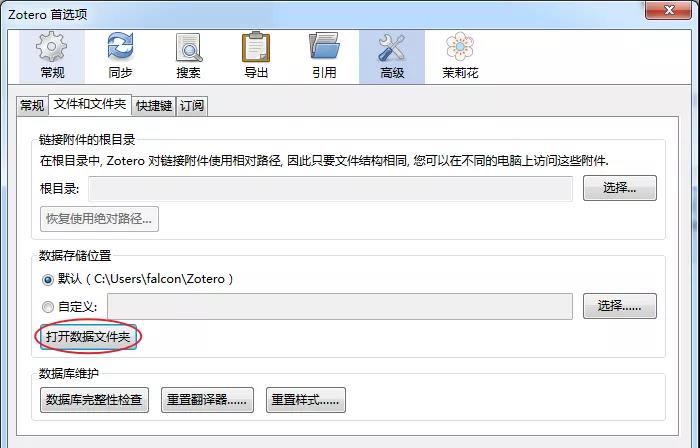 Zotero 首选项
常规 同步 搜索 导出 引用 高级 茉莉花
常规 文件和文件夹 快捷键 订阅
链接附件的根目录
在根目录中, Zotero 对链接附件使用相对路径, 因此只要文件结构相同, 您可以在不同的电脑上访问这些附件.
根目录: 选择...
恢复使用绝对路径...
数据存储位置
默认 ( C:\Users\falcon\Zotero )
自定义: 选择......
打开数据文件夹
数据库维护
数据库完整性检查 重置翻译器...... 重置样式......